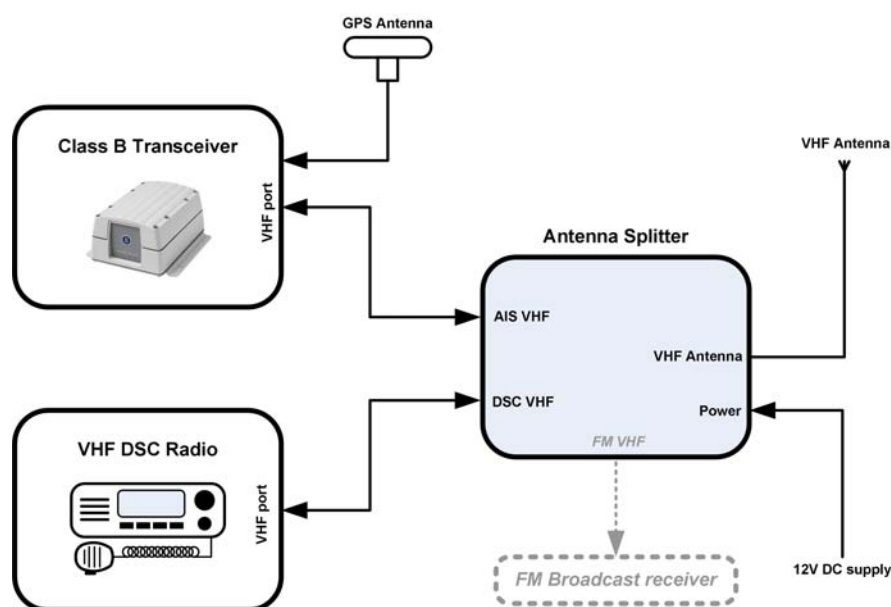 GPS Antenna
Class B Transceiver
VHF port
VHF Antenna
Antenna Splitter
AIS VHF
VHF Antenna
DSC VHF
Power
FM VHF
VHF DSC Radio
VHF port
FM Broadcast receiver
12V DC supply